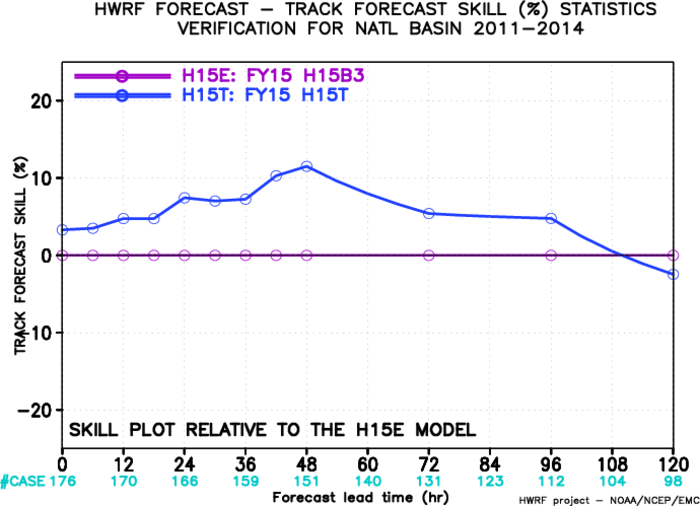 HWRF FORECAST – TRACK FORECAST SKILL (%) STATISTICS
VERIFICATION FOR NATL BASIN 2011–2014
H15E: FY15 H15B3
H15T: FY15 H15T
TRACK FORECAST SKILL (%)
20
10
0
–10
–20
SKILL PLOT RELATIVE TO THE H15E MODEL
0 12 24 36 48 60 72 84 96 108 120
#CASE 176 170 166 159 151 140 131 123 112 104 98
Forecast lead time (hr)
HWRF project – NOAA/NCEP/EMC